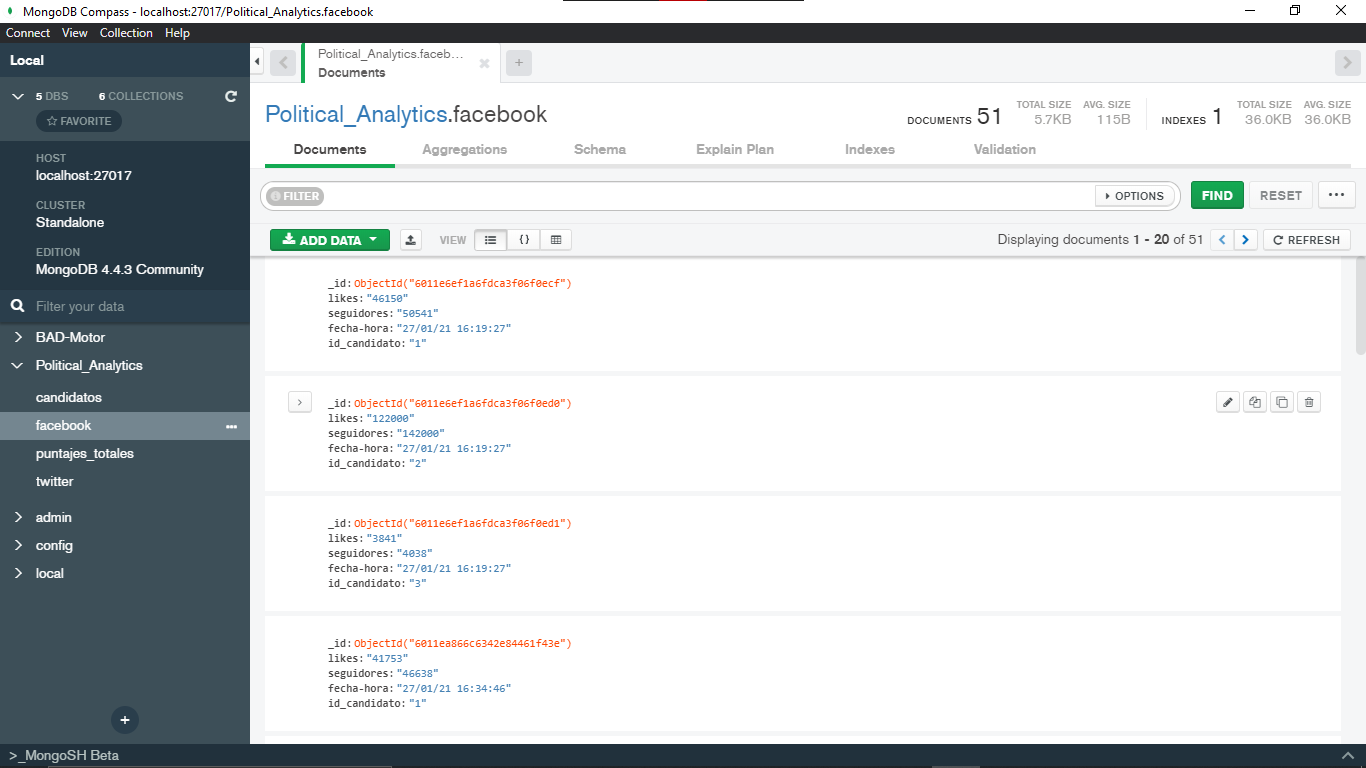 MongoDB Compass - localhost:27017/Political_Analytics.facebook
Connect View Collection Help
Local
5 DBS 6 COLLECTIONS
FAVORITE
HOST
localhost:27017
CLUSTER
Standalone
EDITION
MongoDB 4.4.3 Community
Filter your data
BAD-Motor
Political_Analytics
candidatos
facebook
puntajes_totales
twitter
admin
config
local
>_MongoSH Beta
Political_Analytics.faceb...
Documents
Political_Analytics.facebook
DOCUMENTS 51 TOTAL SIZE 5.7KB AVG. SIZE 115B INDEXES 1 TOTAL SIZE 36.0KB AVG. SIZE 36.0KB
Documents Aggregations Schema Explain Plan Indexes Validation
FILTER OPTIONS FIND RESET
ADD DATA VIEW {} Displaying documents 1 - 20 of 51 REFRESH
_id: ObjectId("6011e6ef1a6fdca3f06f0ecf")
likes: "46150"
seguidores: "50541"
fecha-hora: "27/01/21 16:19:27"
id_candidato: "1"
_id: ObjectId("6011e6ef1a6fdca3f06f0ed0")
likes: "122000"
seguidores: "142000"
fecha-hora: "27/01/21 16:19:27"
id_candidato: "2"
_id: ObjectId("6011e6ef1a6fdca3f06f0ed1")
likes: "3841"
seguidores: "4038"
fecha-hora: "27/01/21 16:19:27"
id_candidato: "3"
_id: ObjectId("6011ea866c6342e84461f43e")
likes: "41753"
seguidores: "46638"
fecha-hora: "27/01/21 16:34:46"
id_candidato: "1"